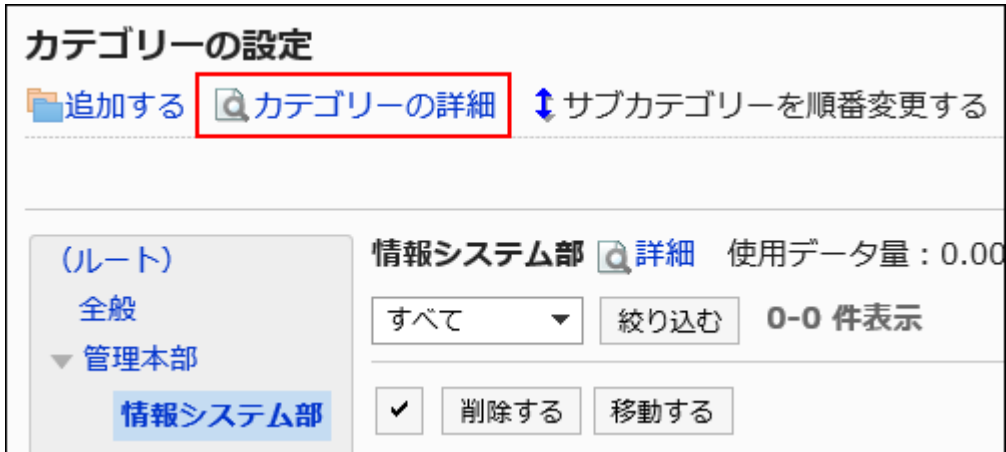 カテゴリーの設定
追加する カテゴリーの詳細 サブカテゴリーを順番変更する
(ルート)
全般
管理本部
情報システム部
情報システム部 詳細 使用データ量 : 0.00
すべて 絞り込む 0-0 件表示
削除する 移動する